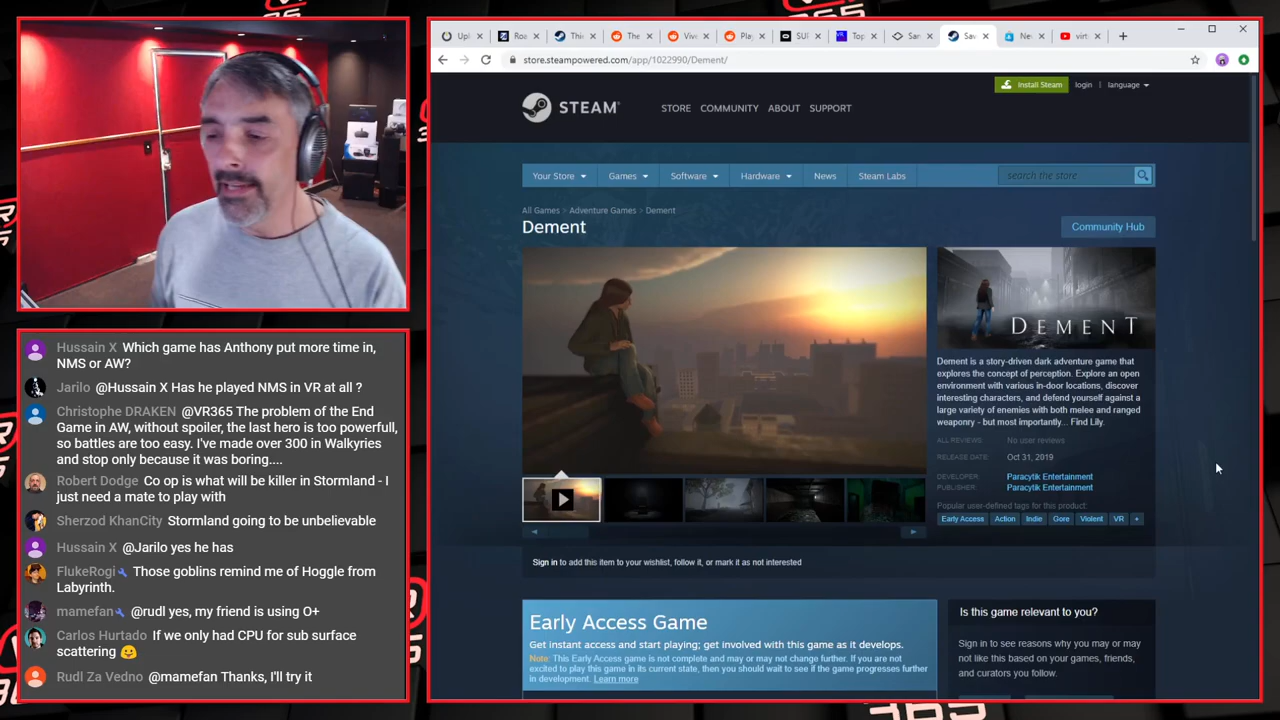 Upl
Roo
Thi
The
Vive
Play
SUI
Top
San
Sav
Nev
virt
store.steampowered.com/app/1022990/Dement/
Install Steam
login
language
STEAM
STORE
COMMUNITY
ABOUT
SUPPORT
Your Store
Games
Software
Hardware
News
Steam Labs
search the store
All Games > Adventure Games > Dement
Dement
Community Hub
DEMENT
Dement is a story-driven dark adventure game that
explores the concept of perception. Explore an open
environment with various in-door locations, discover
interesting characters, and defend yourself against a
large variety of enemies with both melee and ranged
weaponry - but most importantly... Find Lily.
ALL REVIEWS: No user reviews
RELEASE DATE: Oct 31, 2019
DEVELOPER: Paracytik Entertainment
PUBLISHER: Paracytik Entertainment
Popular user-defined tags for this product:
Early Access
Action
Indie
Gore
Violent
VR
+
Sign in to add this item to your wishlist, follow it, or mark it as not interested
Early Access Game
Get instant access and start playing; get involved with this game as it develops.
Note: This Early Access game is not complete and may or may not change further. If you are
not excited to play this game in its current state, then you should wait to see if the game progresses further
in development. Learn more
Is this game relevant to you?
Sign in to see reasons why you may or may
not like this based on your games, friends,
and curators you follow.
Hussain X Which game has Anthony put more time in,
NMS or AW?
Jarilo @Hussain X Has he played NMS in VR at all ?
Christophe DRAKEN @VR365 The problem of the End
Game in AW, without spoiler, the last hero is too powerful,
so battles are too easy. I've made over 300 in Walkyries
and stop only because it was boring....
Robert Dodge Co op is what will be killer in Stormland - I
just need a mate to play with
Sherzod KhanCity Stormland going to be unbelievable
Hussain X @Jarilo yes he has
FlukeRogi Those goblins remind me of Hoggle from
Labyrinth.
mamefan @rudl yes, my friend is using O+
Carlos Hurtado If we only had CPU for sub surface
scattering
Rudl Za Vedno @mamefan Thanks, I'll try it